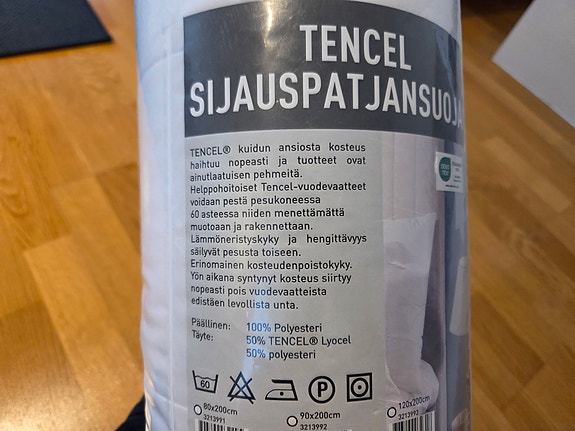 TENCEL
SIJAUSPATJANSUOJA
TENCEL® kuidun ansiosta kosteus
haihtuu nopeasti ja tuotteet ovat
ainutlaatuisen pehmeitä.
Helppohoitoiset Tencel-vuodevaatteet
voidaan pestä pesukoneessa
60 asteessa niiden menettämättä
muotoaan ja rakennettaan.
Lämmöneristyskyky ja hengittävyys
säilyvät pesusta toiseen.
Erinomainen kosteudenpoistokyky.
Yön aikana syntynyt kosteus siirtyy
nopeasti pois vuodevaatteista
edistäen levollista unta.
Päällinen: 100% Polyesteri
Täyte: 50% TENCEL® Lyocel
50% polyesteri
60
P
80x200cm
3213991
90x200cm
3213992
120x200cm
3213993